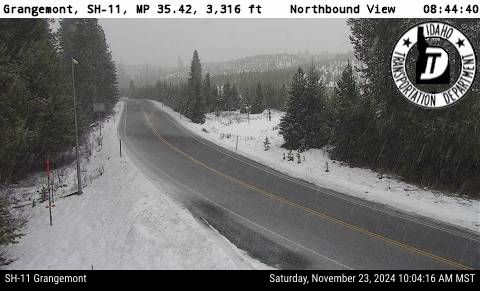 Grangemont, SH-11, MP 35.42, 3,316 ft Northbound View 08:44:40
IDAHO
TRANSPORTATION DEPARTMENT
SH-11 Grangemont Saturday, November 23, 2024 10:04:16 AM MST